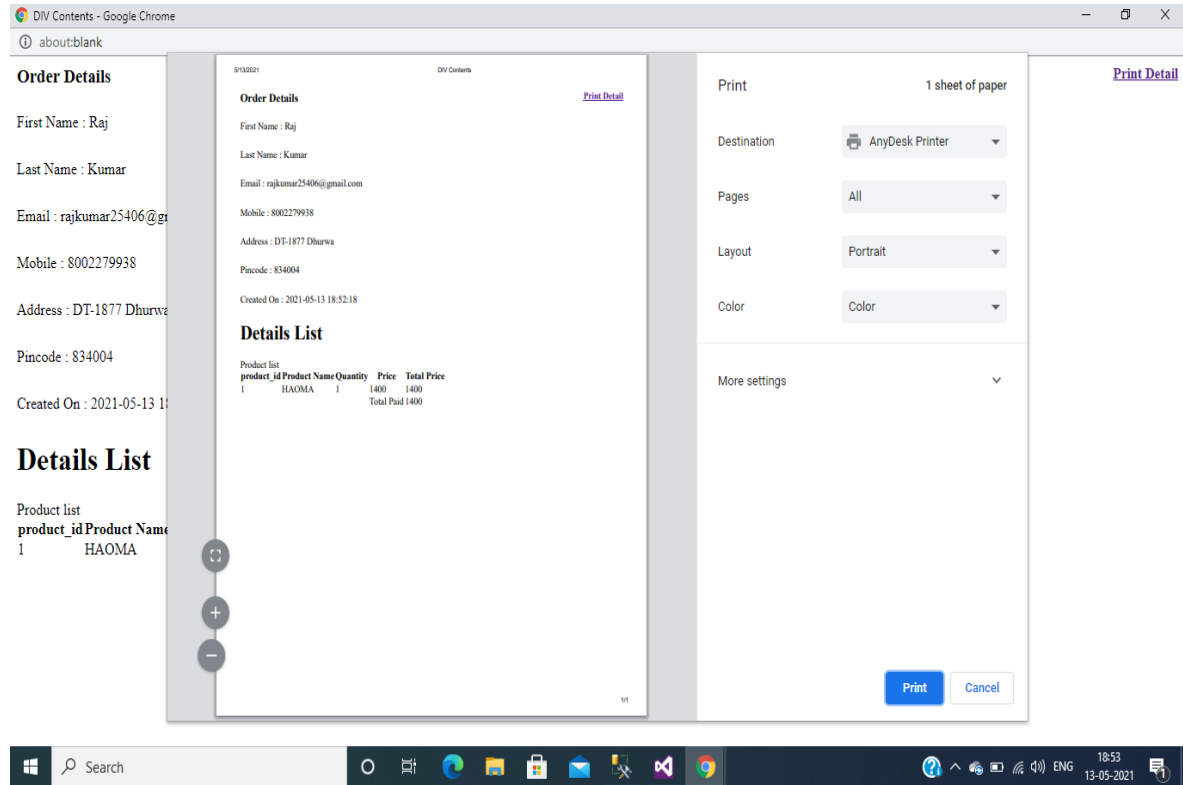 DIV Contents - Google Chrome
about:blank
Order Details
Print Detail
First Name : Raj
Last Name : Kumar
Email : rajkumar25406@gr
Mobile : 8002279938
Address : DT-1877 Dhurwa
Pincode : 834004
Created On : 2021-05-13 18
Details List
Product list
product_id Product Name
1 HAOMA
5/13/2021 DIV Contents
Order Details Print Detail
First Name : Raj
Last Name : Kumar
Email : rajkumar25406@gmail.com
Mobile : 8002279938
Address : DT-1877 Dhurwa
Pincode : 834004
Created On : 2021-05-13 18:52:18
Details List
Product list
product_id Product Name Quantity Price Total Price
1 HAOMA 1 1400 1400
Total Paid 1400
1/1
Print 1 sheet of paper
Destination AnyDesk Printer
Pages All
Layout Portrait
Color Color
More settings
Print Cancel
Search
ENG
18:53
13-05-2021
1